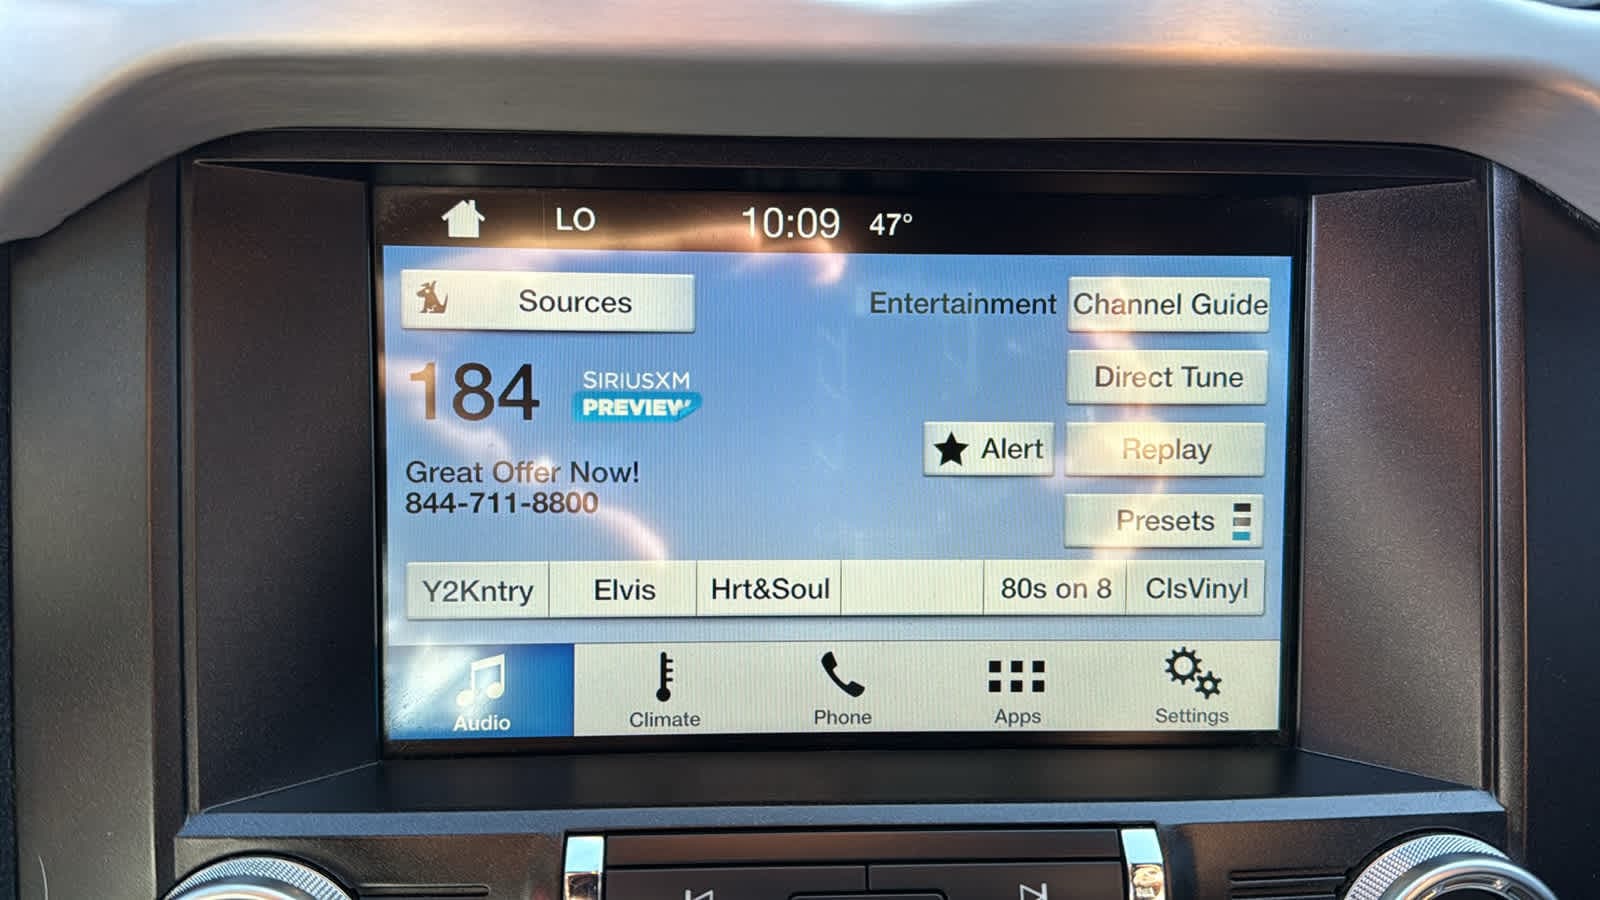 LO 10:09 47°
Sources Entertainment Channel Guide
184 SIRIUSXM
PREVIEW
Direct Tune
Alert Replay
Great Offer Now!
844-711-8800
Presets
Y2Kntry Elvis Hrt&Soul 80s on 8 ClsVinyl
Audio Climate Phone Apps Settings